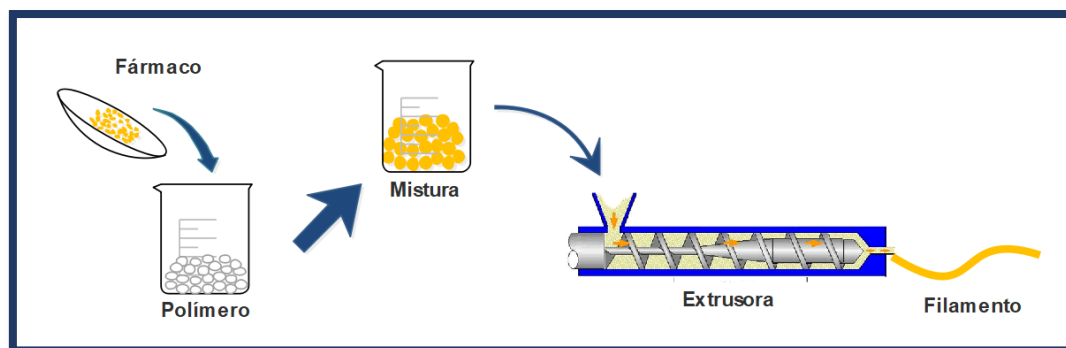 Fármaco
Polímero
Mistura
Extrusora
Filamento